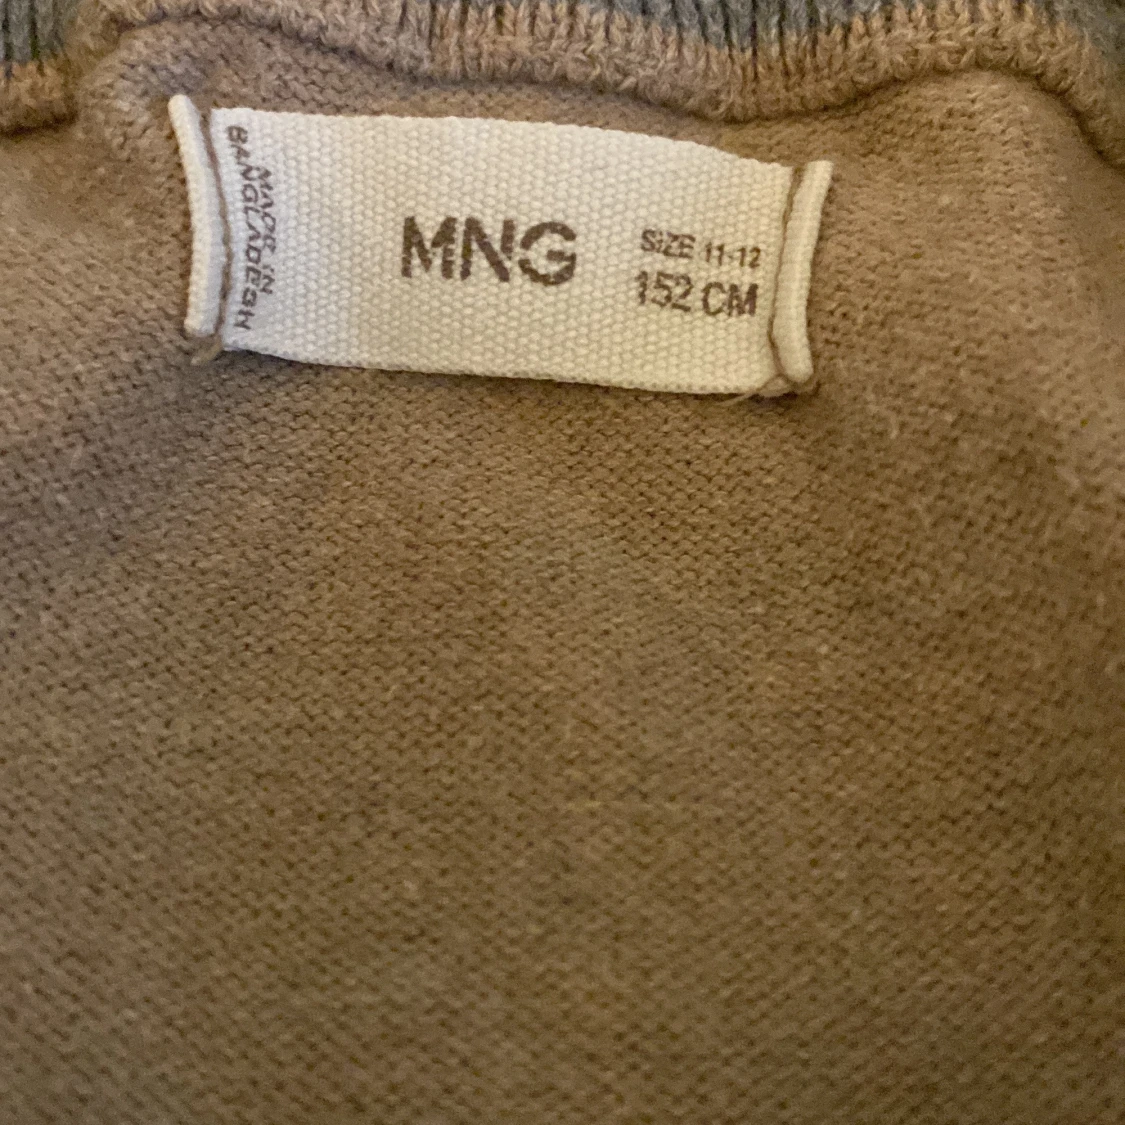 MADE IN
BANGLADESH
MNG
SIZE 11-12
152 CM